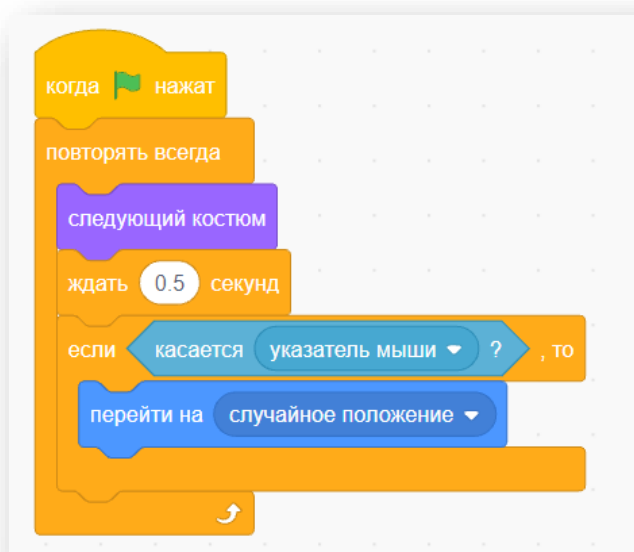 когда нажат
повторять всегда
следующий костюм
ждать 0.5 секунд
если касается указатель мыши ? , то
перейти на случайное положение